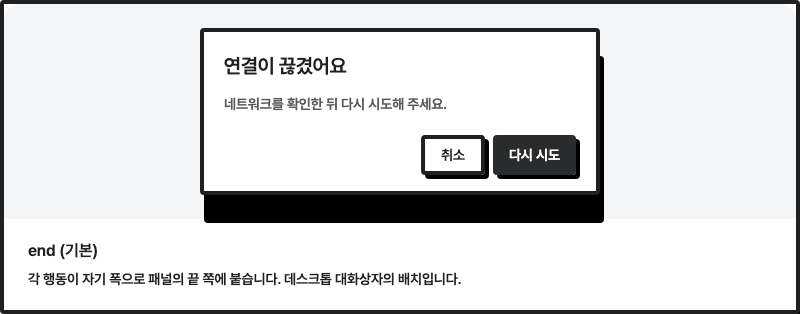 연결이 끊겼어요
네트워크를 확인한 뒤 다시 시도해 주세요.
취소
다시 시도
end (기본)
각 행동이 자기 폭으로 패널의 끝 쪽에 붙습니다. 데스크톱 대화상자의 배치입니다.